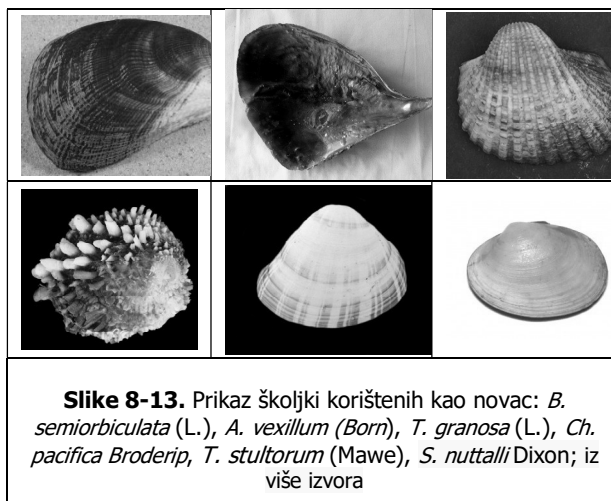 Slike 8-13. Prikaz školjki korištenih kao novac: B.
semiorbiculata (L.), A. vexillum (Born), T. granosa (L.), Ch.
pacifica Broderip, T. stultorum (Mawe), S. nuttalli Dixon; iz
više izvora